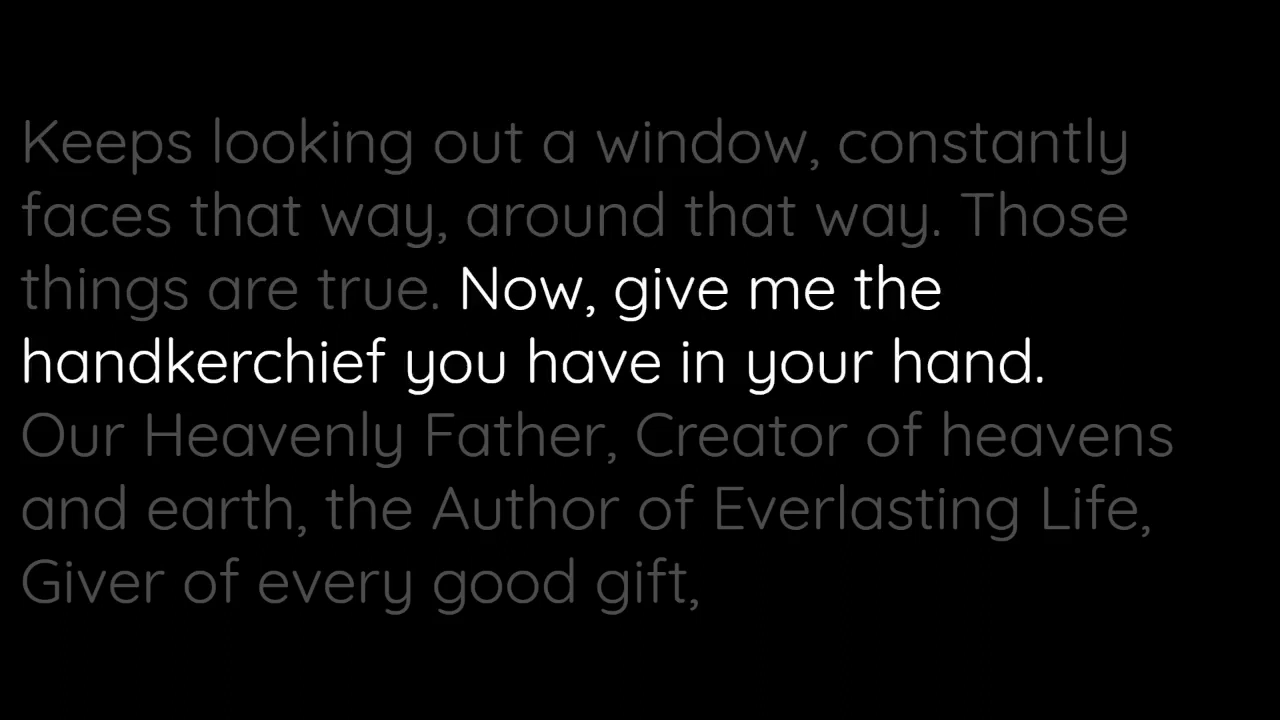 Keeps looking out a window, constantly
faces that way, around that way. Those
things are true. Now, give me the
handkerchief you have in your hand.
Our Heavenly Father, Creator of heavens
and earth, the Author of Everlasting Life,
Giver of every good gift,